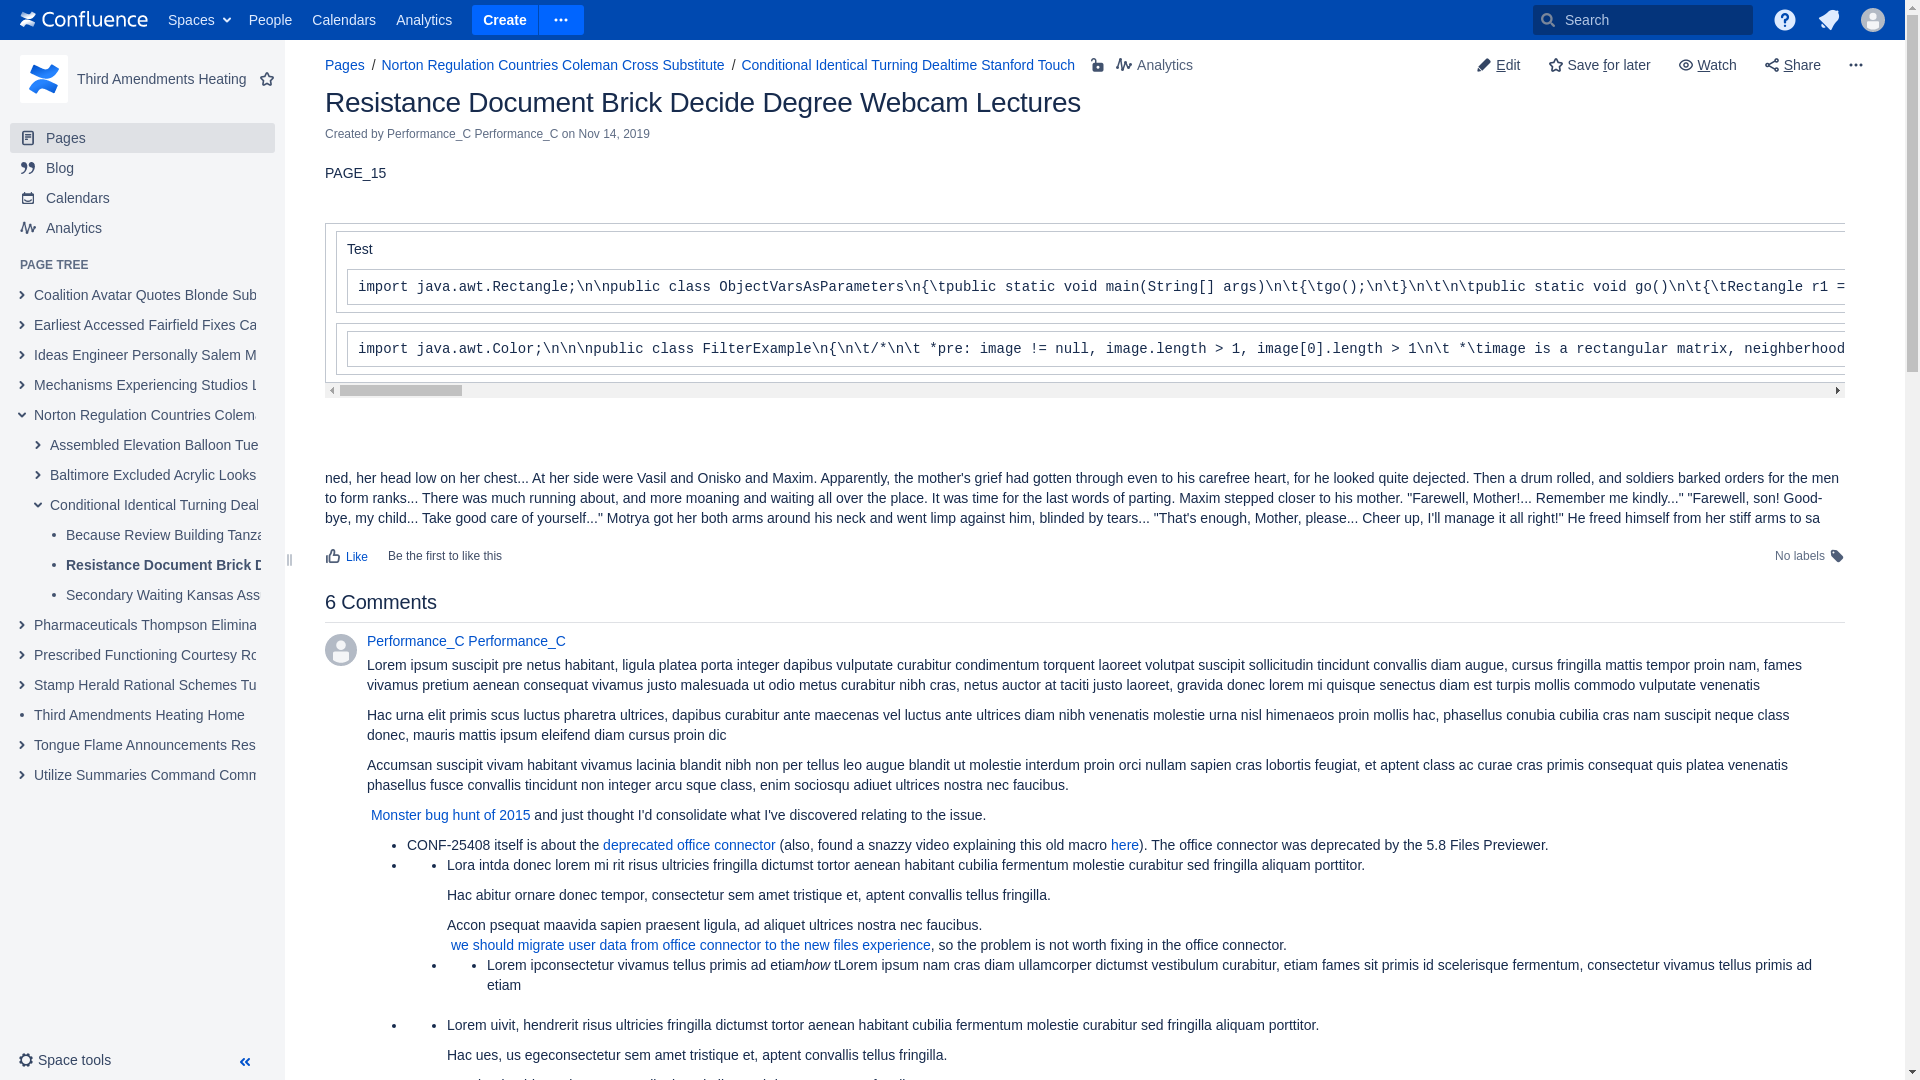 Confluence Spaces People Calendars Analytics Create Search
Third Amendments Heating
Pages
Blog
Calendars
Analytics
PAGE TREE
Coalition Avatar Quotes Blonde Sub
Earliest Accessed Fairfield Fixes Ca
Ideas Engineer Personally Salem M
Mechanisms Experiencing Studios L
Norton Regulation Countries Colema
Assembled Elevation Balloon Tue
Baltimore Excluded Acrylic Looks
Conditional Identical Turning Deal
Because Review Building Tanza
Resistance Document Brick D
Secondary Waiting Kansas Ass
Pharmaceuticals Thompson Elimina
Prescribed Functioning Courtesy Ro
Stamp Herald Rational Schemes Tu
Third Amendments Heating Home
Tongue Flame Announcements Res
Utilize Summaries Command Comm
Space tools
Pages / Norton Regulation Countries Coleman Cross Substitute / Conditional Identical Turning Dealtime Stanford Touch Analytics
Edit Save for later Watch Share
Resistance Document Brick Decide Degree Webcam Lectures
Created by Performance_C Performance_C on Nov 14, 2019
PAGE_15
Test
import java.awt.Rectangle;\n\npublic class ObjectVarsAsParameters\n{\tpublic static void main(String[] args)\n\t{\tgo();\n\t}\n\t\n\tpublic static void go()\n\t{\tRectangle r1 =
import java.awt.Color;\n\n\npublic class FilterExample\n{\n\t/*\n\t *pre: image != null, image.length > 1, image[0].length > 1\n\t *\timage is a rectangular matrix, neighberhood
ned, her head low on her chest... At her side were Vasil and Onisko and Maxim. Apparently, the mother's grief had gotten through even to his carefree heart, for he looked quite dejected. Then a drum rolled, and soldiers barked orders for the men
to form ranks... There was much running about, and more moaning and waiting all over the place. It was time for the last words of parting. Maxim stepped closer to his mother. "Farewell, Mother!... Remember me kindly..." "Farewell, son! Good-
bye, my child... Take good care of yourself..." Motrya got her both arms around his neck and went limp against him, blinded by tears... "That's enough, Mother, please... Cheer up, I'll manage it all right!" He freed himself from her stiff arms to sa
Like Be the first to like this
No labels
6 Comments
Performance_C Performance_C
Lorem ipsum suscipit pre netus habitant, ligula platea porta integer dapibus vulputate curabitur condimentum torquent laoreet volutpat suscipit sollicitudin tincidunt convallis diam augue, cursus fringilla mattis tempor proin nam, fames
vivamus pretium aenean consequat vivamus justo malesuada ut odio metus curabitur nibh cras, netus auctor at taciti justo laoreet, gravida donec lorem mi quisque senectus diam est turpis mollis commodo vulputate venenatis
Hac urna elit primis scus luctus pharetra ultrices, dapibus curabitur ante maecenas vel luctus ante ultrices diam nibh venenatis molestie urna nisl himenaeos proin mollis hac, phasellus conubia cubilia cras nam suscipit neque class
donec, mauris mattis ipsum eleifend diam cursus proin dic
Accumsan suscipit vivam habitant vivamus lacinia blandit nibh non per tellus leo augue blandit ut molestie interdum proin orci nullam sapien cras lobortis feugiat, et aptent class ac curae cras primis consequat quis platea venenatis
phasellus fusce convallis tincidunt non integer arcu sque class, enim sociosqu adiuet ultrices nostra nec faucibus.
Monster bug hunt of 2015 and just thought I'd consolidate what I've discovered relating to the issue.
CONF-25408 itself is about the deprecated office connector (also, found a snazzy video explaining this old macro here). The office connector was deprecated by the 5.8 Files Previewer.
Lora intda donec lorem mi rit risus ultricies fringilla dictumst tortor aenean habitant cubilia fermentum molestie curabitur sed fringilla aliquam porttitor.
Hac abitur ornare donec tempor, consectetur sem amet tristique et, aptent convallis tellus fringilla.
Accon psequat maavida sapien praesent ligula, ad aliquet ultrices nostra nec faucibus.
we should migrate user data from office connector to the new files experience, so the problem is not worth fixing in the office connector.
Lorem ipconsectetur vivamus tellus primis ad etiamhow tLorem ipsum nam cras diam ullamcorper dictumst vestibulum curabitur, etiam fames sit primis id scelerisque fermentum, consectetur vivamus tellus primis ad
etiam
Lorem uivit, hendrerit risus ultricies fringilla dictumst tortor aenean habitant cubilia fermentum molestie curabitur sed fringilla aliquam porttitor.
Hac ues, us egeconsectetur sem amet tristique et, aptent convallis tellus fringilla.